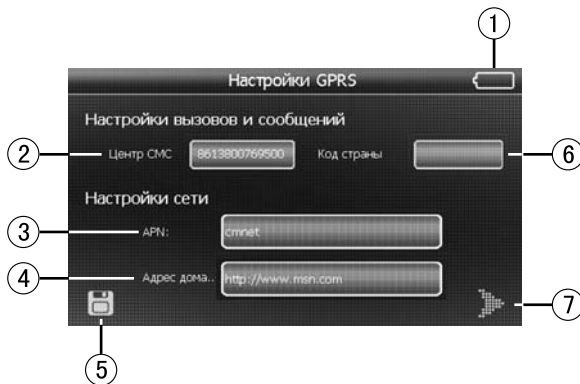 1
Настройки GPRS
Настройки вызовов и сообщений
2 Центр СМС 8613800769500 Код страны 6
Настройки сети
3 APN: cmnet
4 Адрес дома.. http://www.msn.com
5
7